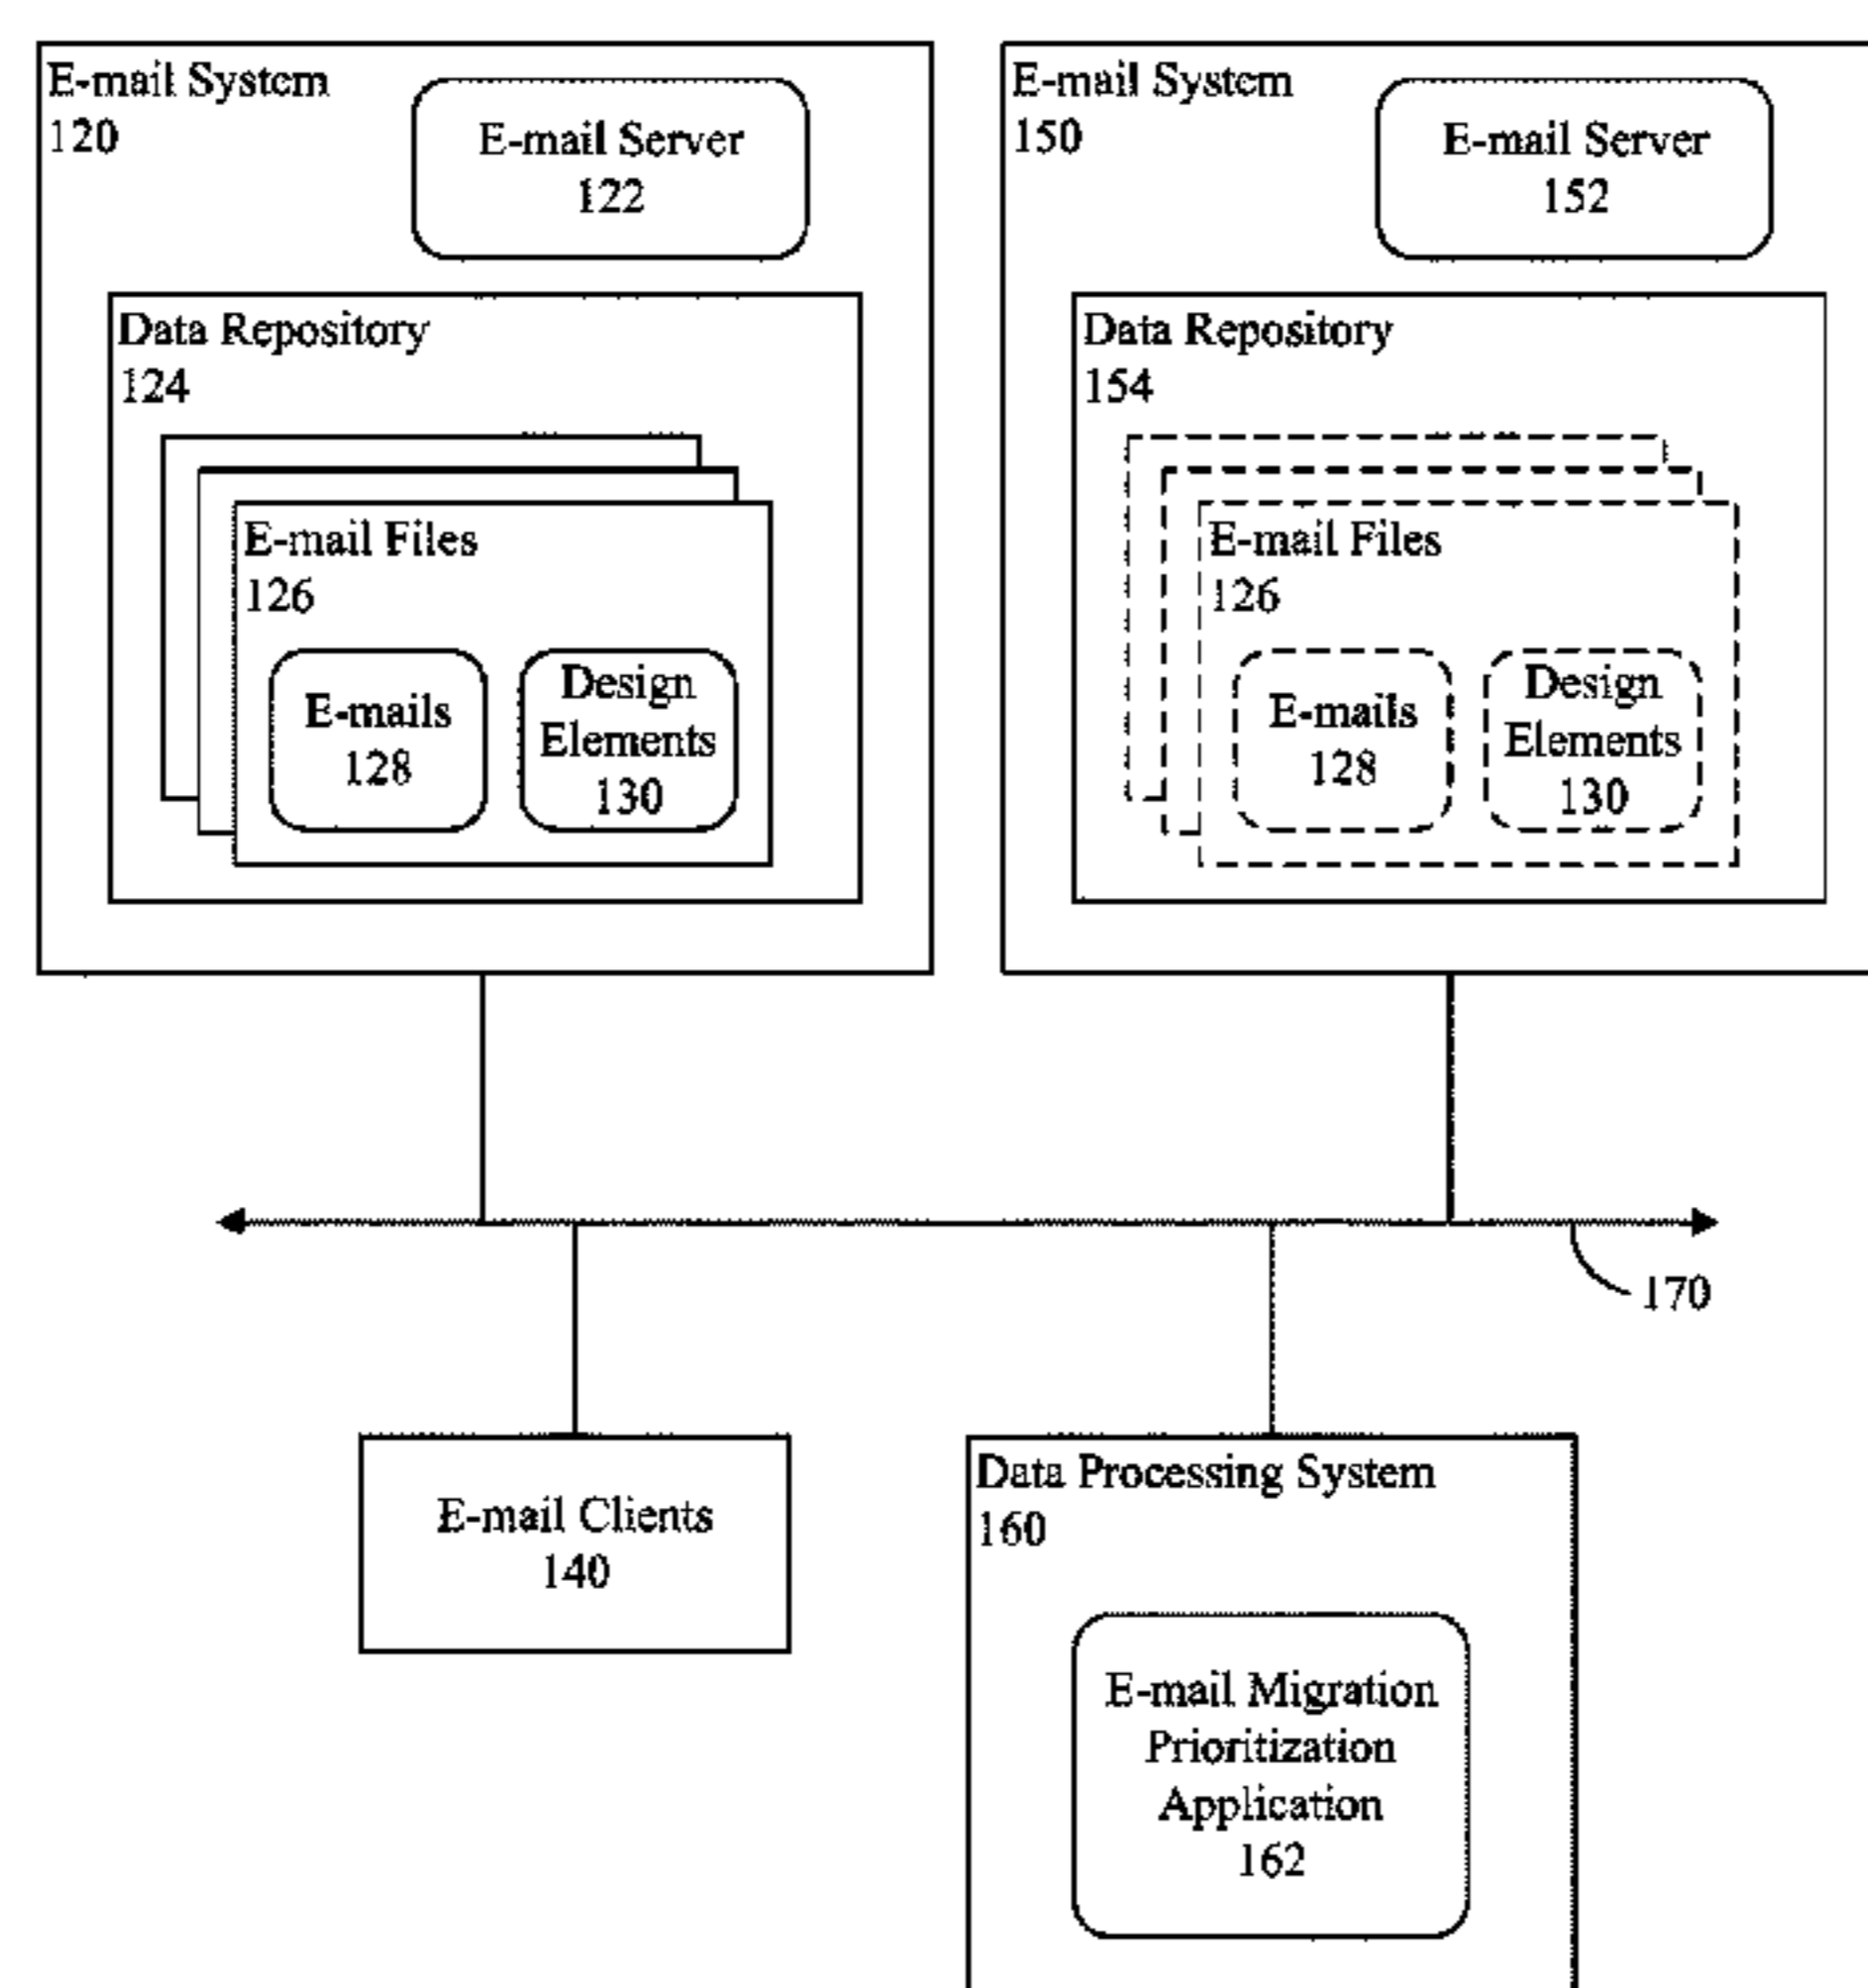 E-mail System
120
E-mail Server
122
Data Repository
124
E-mail Files
126
E-mails
128
Design
Elements
130
E-mail System
150
E-mail Server
152
Data Repository
154
E-mail Files
126
E-mails
128
Design
Elements
130
170
E-mail Clients
140
Data Processing System
160
E-mail Migration
Prioritization
Application
162